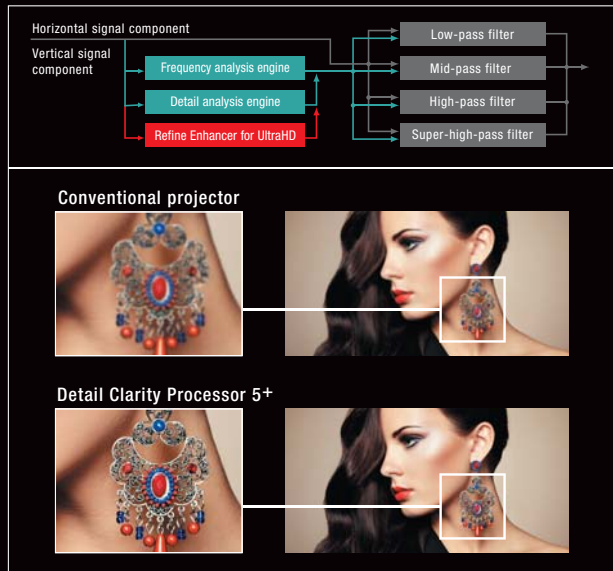 Horizontal signal component
Vertical signal
component
Frequency analysis engine
Detail analysis engine
Refine Enhancer for UltraHD
Low-pass filter
Mid-pass filter
High-pass filter
Super-high-pass filter
Conventional projector
Detail Clarity Processor 5+